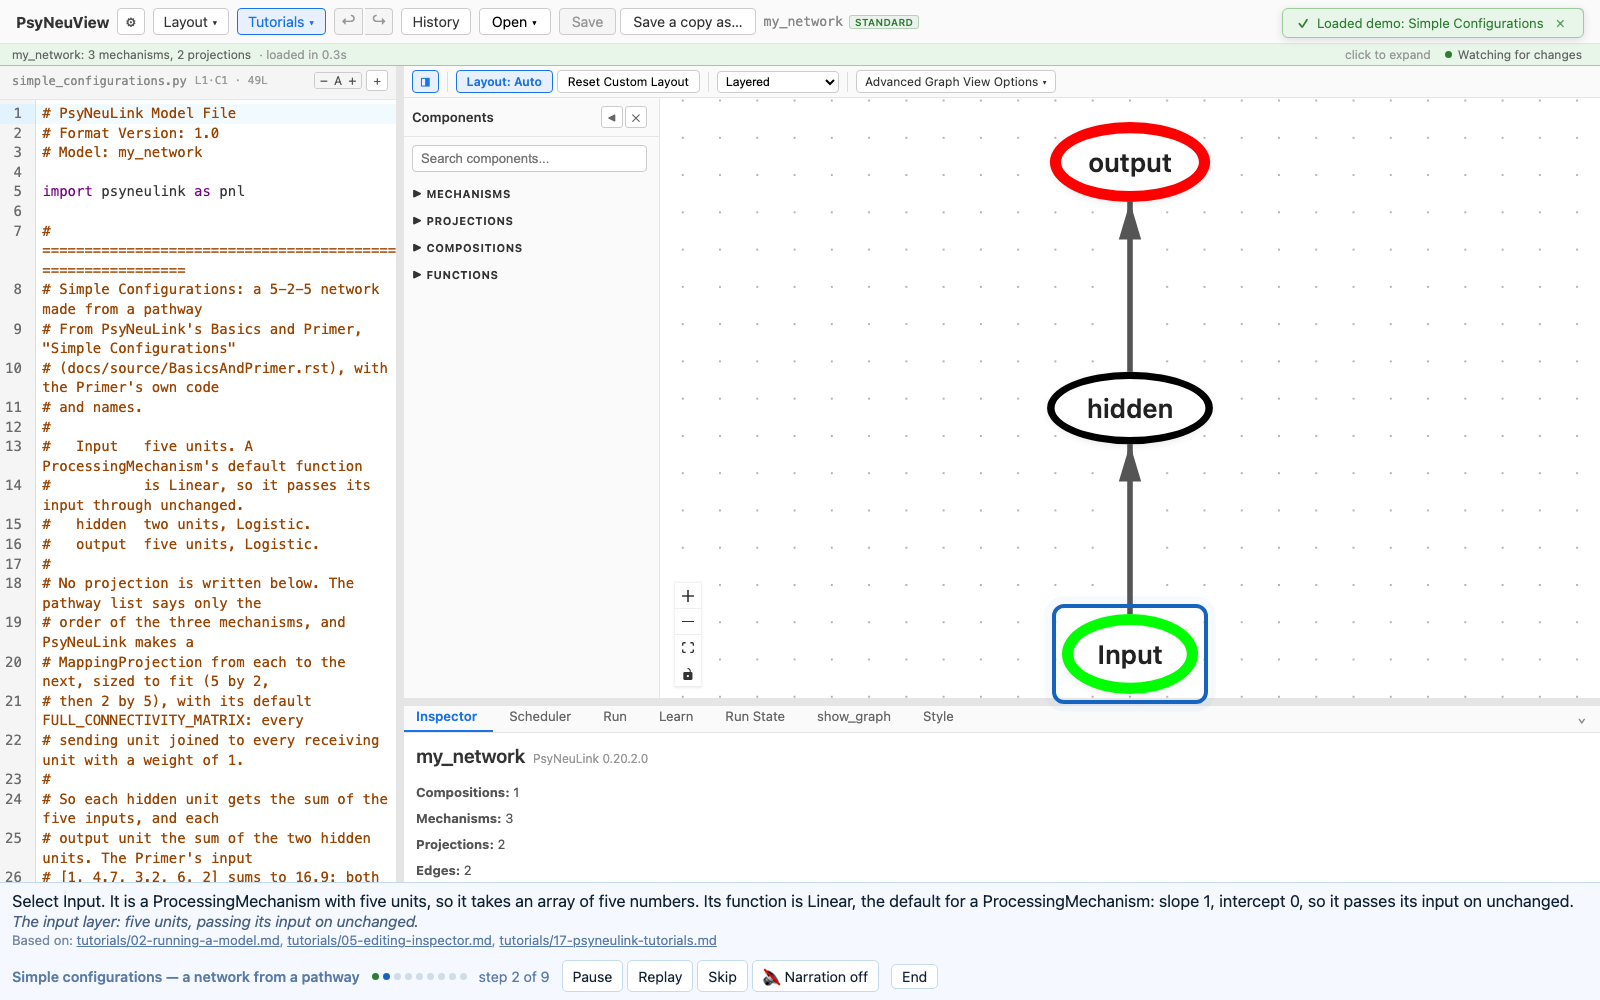 PsyNeuView ⚙ Layout ▾ Tutorials ▾ ↩ ↪ History Open ▾ Save Save a copy as... my_network STANDARD
✓ Loaded demo: Simple Configurations ×
my_network: 3 mechanisms, 2 projections · loaded in 0.3s
click to expand ● Watching for changes
simple_configurations.py L1·C1 · 49L − A + +
1 # PsyNeuLink Model File
2 # Format Version: 1.0
3 # Model: my_network
4
5 import psyneulink as pnl
6
7 #
==========================================
=================
8 # Simple Configurations: a 5-2-5 network
made from a pathway
9 # From PsyNeuLink's Basics and Primer,
"Simple Configurations"
10 # (docs/source/BasicsAndPrimer.rst), with
the Primer's own code
11 # and names.
12 #
13 #   Input   five units. A
ProcessingMechanism's default function
14 #           is Linear, so it passes its
input through unchanged.
15 #   hidden  two units, Logistic.
16 #   output  five units, Logistic.
17 #
18 # No projection is written below. The
pathway list says only the
19 # order of the three mechanisms, and
PsyNeuLink makes a
20 # MappingProjection from each to the
next, sized to fit (5 by 2,
21 # then 2 by 5), with its default
FULL_CONNECTIVITY_MATRIX: every
22 # sending unit joined to every receiving
unit with a weight of 1.
23 #
24 # So each hidden unit gets the sum of the
five inputs, and each
25 # output unit the sum of the two hidden
units. The Primer's input
26 # [1, 4.7, 3.2, 6, 2] sums to 16.9: both
Layout: Auto Reset Custom Layout Layered Advanced Graph View Options ▾
Components ◀ ×
Search components...
▶ MECHANISMS
▶ PROJECTIONS
▶ COMPOSITIONS
▶ FUNCTIONS
output
hidden
Input
Inspector Scheduler Run Learn Run State show_graph Style
my_network PsyNeuLink 0.20.2.0
Compositions: 1
Mechanisms: 3
Projections: 2
Edges: 2
Select Input. It is a ProcessingMechanism with five units, so it takes an array of five numbers. Its function is Linear, the default for a ProcessingMechanism: slope 1, intercept 0, so it passes its input on unchanged.
The input layer: five units, passing its input on unchanged.
Based on: tutorials/02-running-a-model.md, tutorials/05-editing-inspector.md, tutorials/17-psyneulink-tutorials.md
Simple configurations — a network from a pathway step 2 of 9 Pause Replay Skip Narration off End